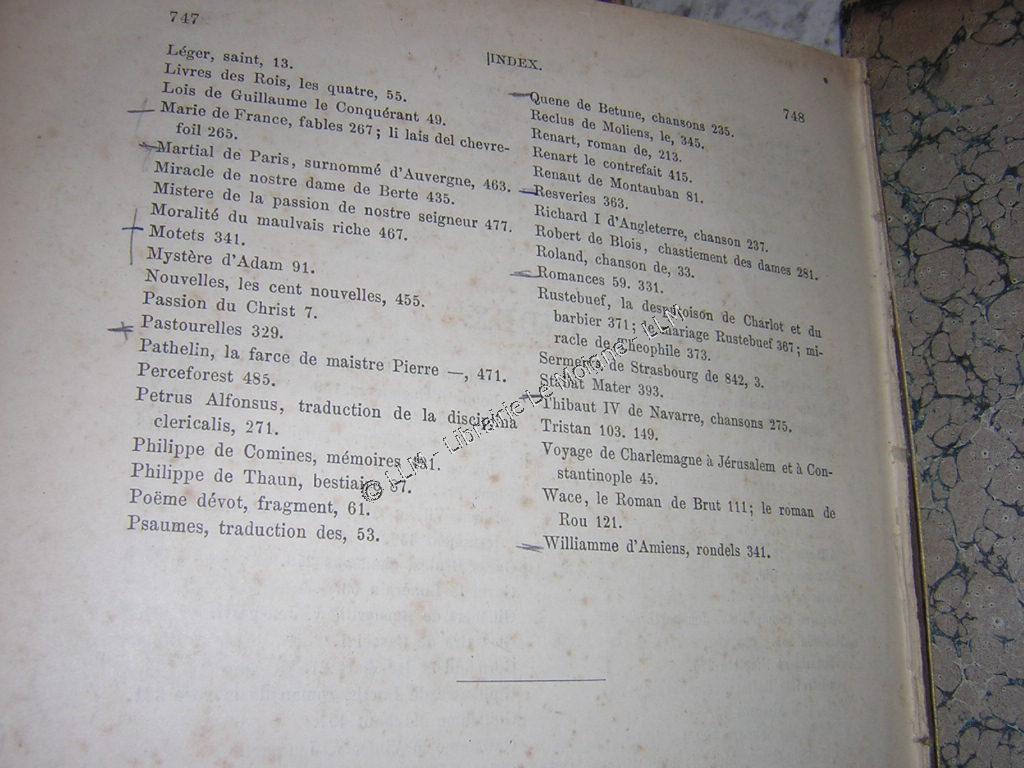 747
INDEX.
748
Léger, saint, 13.
Livres des Rois, les quatre, 55.
Lois de Guillaume le Conquérant 49.
Marie de France, fables 267; li lais del chevre-
foil 265.
Martial de Paris, surnommé d'Auvergne, 463.
Miracle de nostre dame de Berte 435.
Mistere de la passion de nostre seigneur 477.
Moralité du maulvais riche 467.
Motets 341.
Mystère d'Adam 91.
Nouvelles, les cent nouvelles, 455.
Passion du Christ 7.
Pastourelles 329.
Pathelin, la farce de maistre Pierre —, 471.
Perceforest 485.
Petrus Alfonsus, traduction de la disciplina
clericalis, 271.
Philippe de Comines, mémoires
Philippe de Thaun, bestiaire
Poëme dévot, fragment, 61.
Psaumes, traduction des, 53.
Quene de Betune, chansons 235.
Reclus de Moliens, le, 345.
Renart, roman de, 213.
Renart le contrefait 415.
Renaut de Montauban 81.
Resveries 363.
Richard I d'Angleterre, chanson 237.
Robert de Blois, chastiement des dames 281.
Roland, chanson de, 33.
Romances 59. 331.
Rustebuef, la desputoison de Charlot et du
barbier 371; le mariage Rustebuef 367; mi-
racle de Theophile 373.
Serments de Strasbourg de 842, 3.
Stabat Mater 393.
Thibaut IV de Navarre, chansons 275.
Tristan 103. 149.
Voyage de Charlemagne à Jérusalem et à Con-
stantinople 45.
Wace, le Roman de Brut 111; le roman de
Rou 121.
Williamme d'Amiens, rondels 341.
© LLM - Librairie Le Moigne - LLM